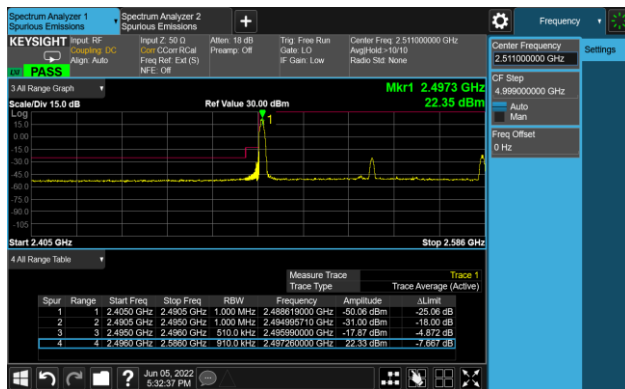 Spectrum Analyzer 1
Spurious Emissions
Spectrum Analyzer 2
Spurious Emissions
Frequency
KEYSIGHT
Input: RF
Coupling: DC
Align: Auto
Input Z: 50 Ω
Corr CCorr RCal
Freq Ref: Ext (S)
NFE: Off
Atten: 18 dB
Preamp: Off
Trig: Free Run
Gate: LO
IF Gain: Low
Center Freq: 2.511000000 GHz
Avg|Hold:>10/10
Radio Std: None
PASS
Center Frequency
2.511000000 GHz
Settings
CF Step
4.999000000 GHz
Auto
Man
Freq Offset
0 Hz
3 All Range Graph
Mkr1 2.4973 GHz
Scale/Div 15.0 dB
Ref Value 30.00 dBm
22.35 dBm
Log
15.0
0.00
-15.0
-30.0
-45.0
-60.0
-75.0
-90.0
-105
1
Start 2.405 GHz
Stop 2.586 GHz
4 All Range Table
Measure Trace Trace 1
Trace Type Trace Average (Active)
Spur Range Start Freq Stop Freq RBW Frequency Amplitude ΔLimit
1 1 2.4050 GHz 2.4905 GHz 1.000 MHz 2.488619000 GHz -50.06 dBm -25.06 dB
2 2 2.4905 GHz 2.4950 GHz 1.000 MHz 2.494995710 GHz -31.00 dBm -18.00 dB
3 3 2.4950 GHz 2.4960 GHz 510.0 kHz 2.495990000 GHz -17.87 dBm -4.872 dB
4 4 2.4960 GHz 2.5860 GHz 910.0 kHz 2.497260000 GHz 22.33 dBm -7.667 dB
Jun 05, 2022
5:32:37 PM